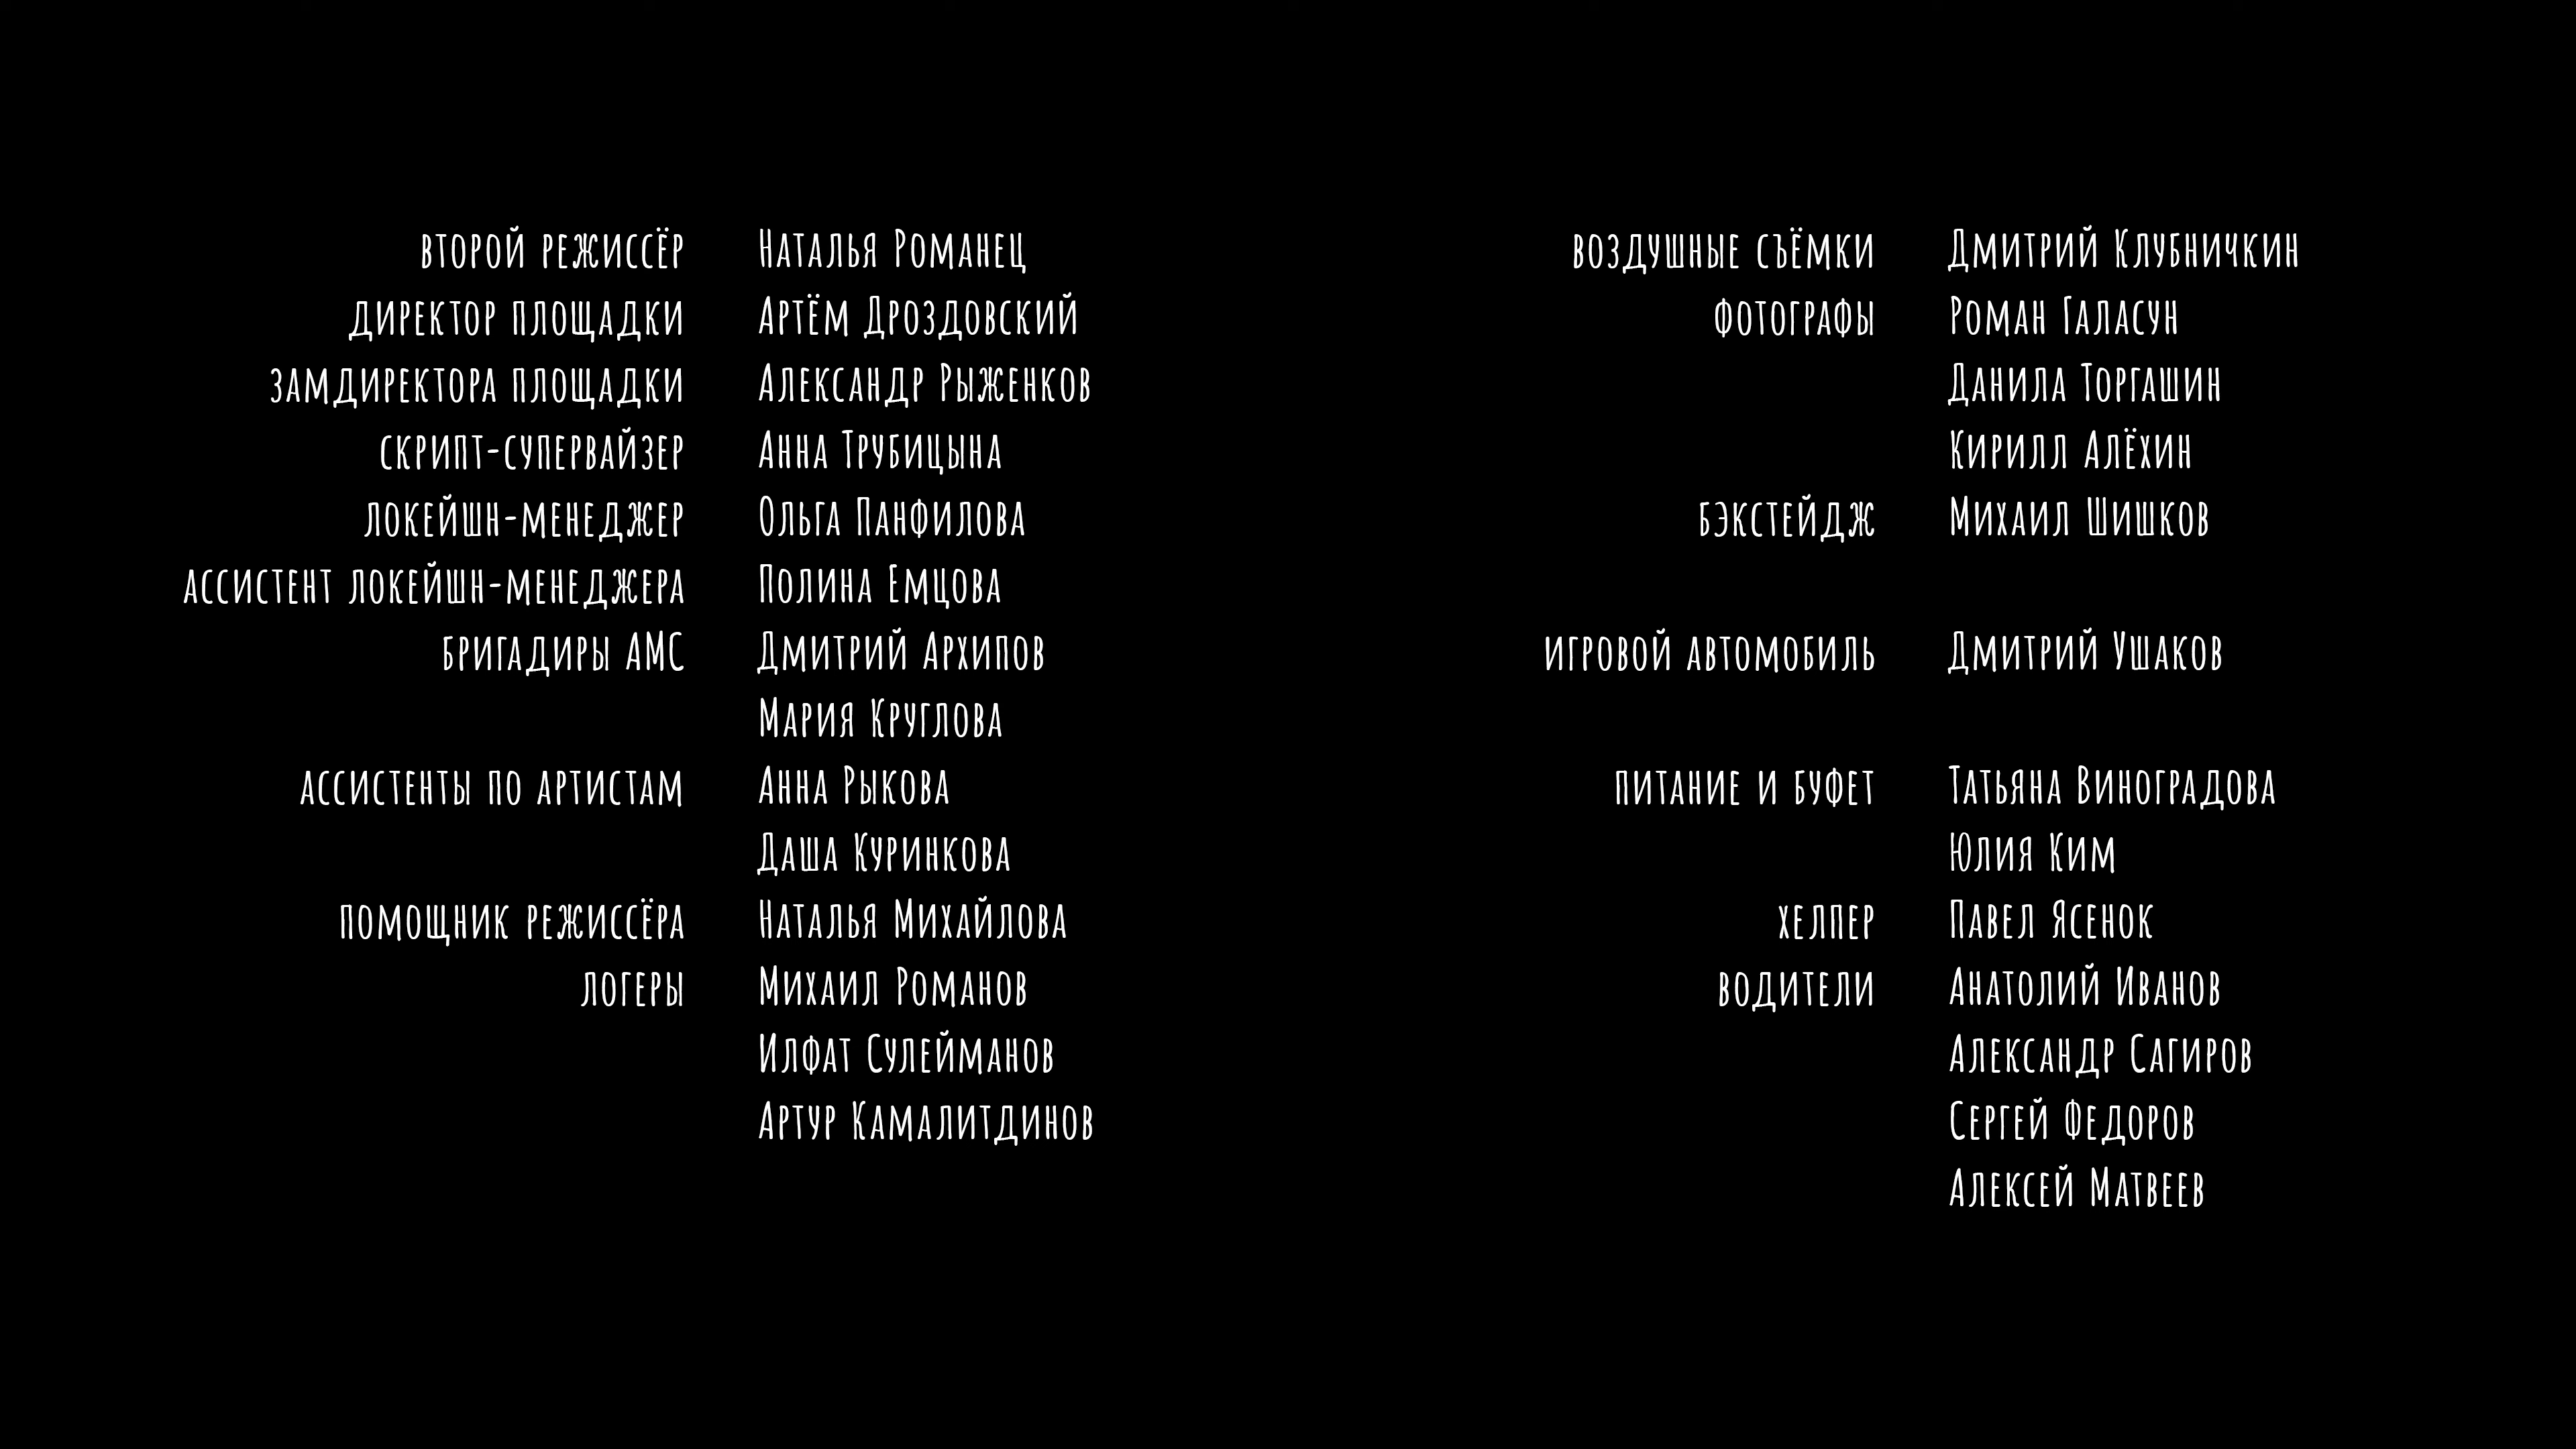 второй режиссёр Наталья Романец
директор площадки Артём Дроздовский
замдиректора площадки Александр Рыженков
скрипт-супервайзер Анна Трубицына
локейшн-менеджер Ольга Панфилова
ассистент локейшн-менеджера Полина Емцова
бригадиры АМС Дмитрий Архипов
Мария Круглова
ассистенты по артистам Анна Рыкова
Даша Куринкова
помощник режиссёра Наталья Михайлова
логеры Михаил Романов
Илфат Сулейманов
Артур Камалитдинов
воздушные съёмки Дмитрий Клубничкин
фотографы Роман Галасун
Данила Торгашин
Кирилл Алёхин
бэкстейдж Михаил Шишков
игровой автомобиль Дмитрий Ушаков
питание и буфет Татьяна Виноградова
Юлия Ким
хелпер Павел Ясенок
водители Анатолий Иванов
Александр Сагиров
Сергей Федоров
Алексей Матвеев